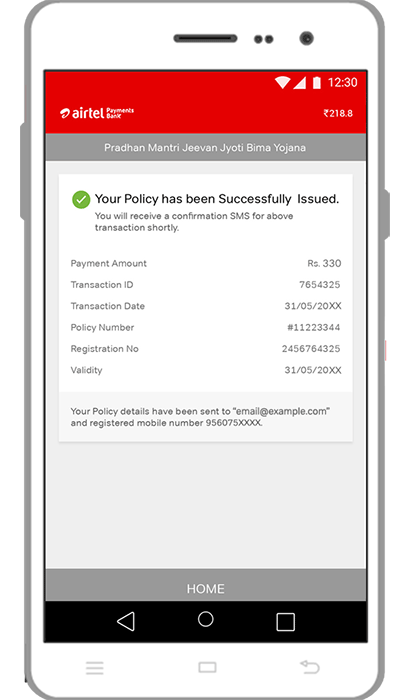 12:30
airtel Payments Bank
₹218.8
Pradhan Mantri Jeevan Jyoti Bima Yojana
Your Policy has been Successfully Issued.
You will receive a confirmation SMS for above
transaction shortly.
Payment Amount Rs. 330
Transaction ID 7654325
Transaction Date 31/05/20XX
Policy Number #11223344
Registration No 2456764325
Validity 31/05/20XX
Your Policy details have been sent to "email@example.com"
and registered mobile number 956075XXXX.
HOME